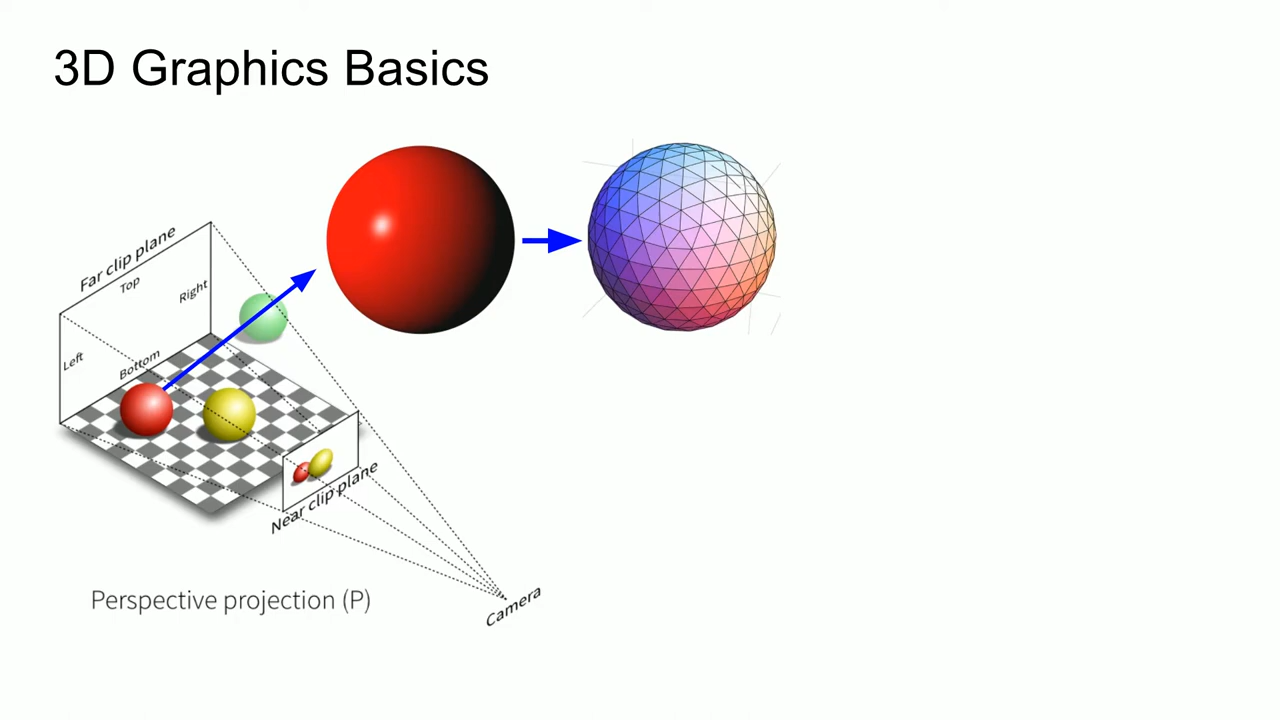 3D Graphics Basics
Far clip plane
Top
Right
Left
Bottom
Near clip plane
Perspective projection (P)
Camera